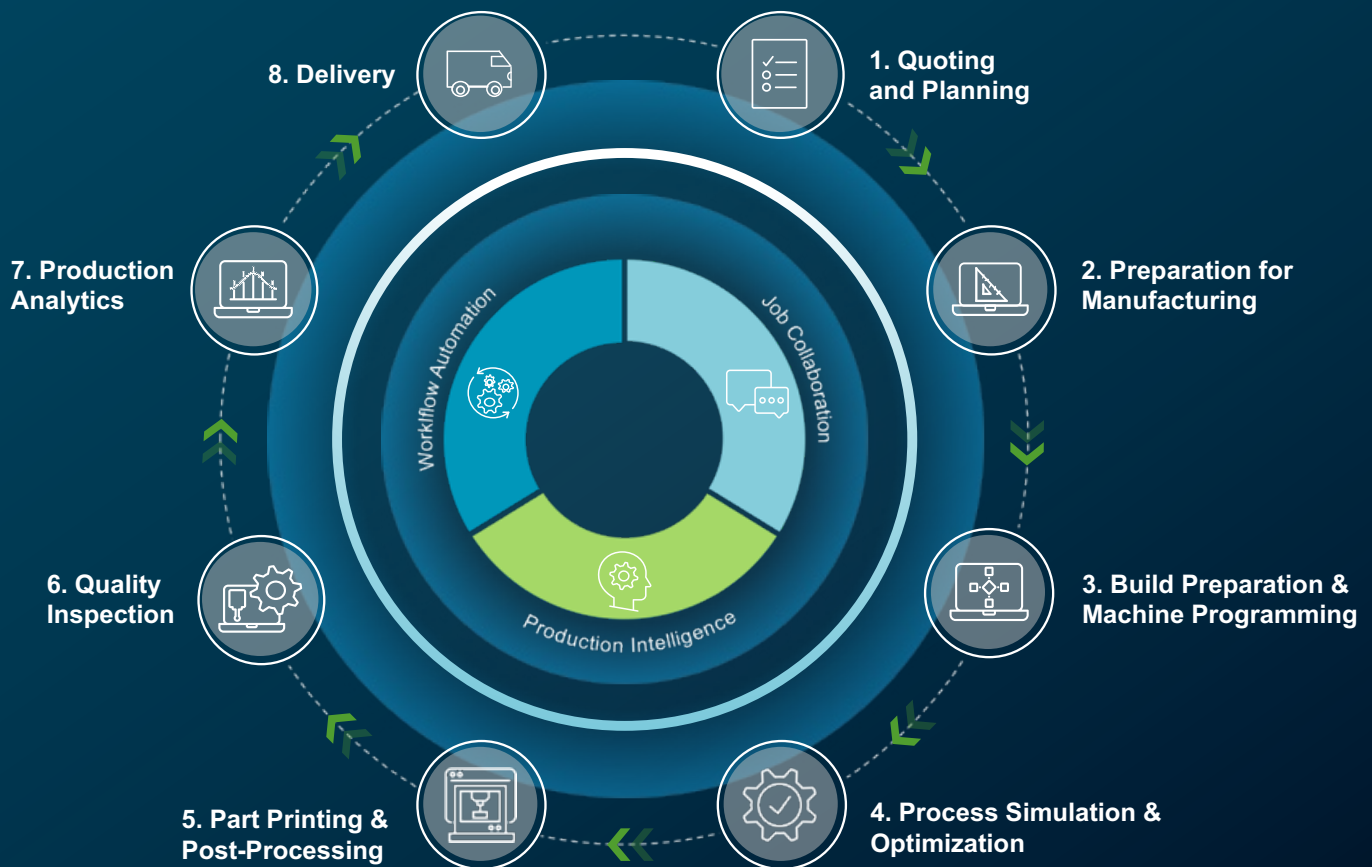 1. Quoting
and Planning
2. Preparation for
Manufacturing
3. Build Preparation &
Machine Programming
4. Process Simulation &
Optimization
5. Part Printing &
Post-Processing
6. Quality
Inspection
7. Production
Analytics
8. Delivery
Worklflow Automation
Job Collaboration
Production Intelligence